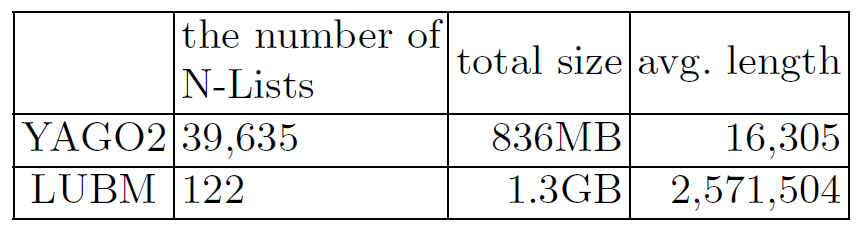 the number of N-Lists total size avg. length
YAGO2 39,635 836MB 16,305
LUBM 122 1.3GB 2,571,504